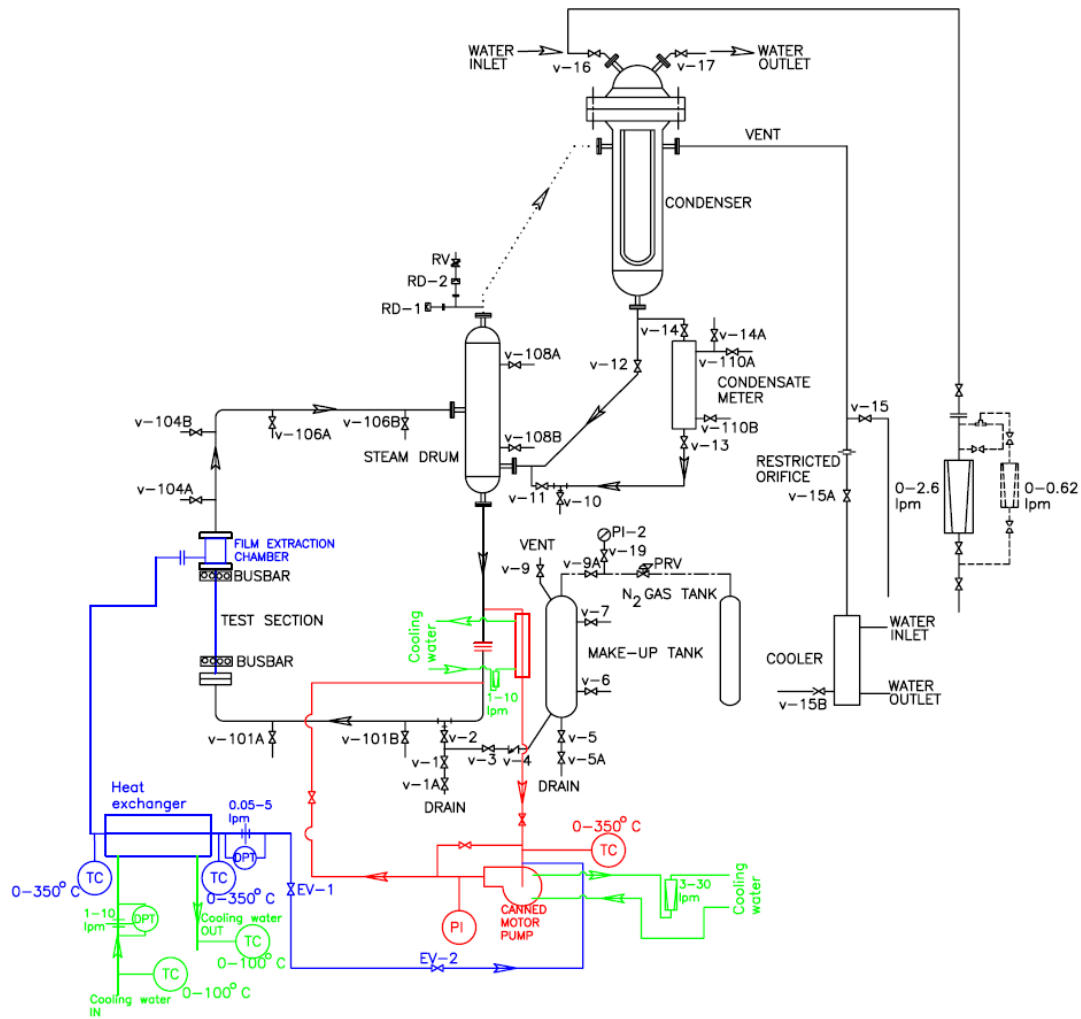 WATER
INLET
v-16
v-17
WATER
OUTLET
VENT
CONDENSER
RV
RD-2
RD-1
v-14
v-14A
v-12
v-110A
CONDENSATE
METER
v-110B
v-13
v-108A
v-108B
STEAM DRUM
v-11
v-10
v-104B
v-106A
v-106B
v-104A
FILM EXTRACTION
CHAMBER
BUSBAR
TEST SECTION
BUSBAR
v-15
RESTRICTED
ORIFICE
v-15A
0-2.6
lpm
0-0.62
lpm
PI-2
v-19
VENT
v-9
v-9A
PRV
N2 GAS TANK
v-7
MAKE-UP TANK
v-6
Cooling
water
1-10
lpm
WATER
INLET
COOLER
v-15B
WATER
OUTLET
v-101A
v-101B
v-2
v-1
v-1A
DRAIN
v-3
v-4
v-5
v-5A
DRAIN
Heat
exchanger
0.05-5
lpm
DPT
TC
0-350° C
TC
0-350° C
EV-1
1-10
lpm
DPT
Cooling water
OUT
TC
0-100° C
TC
0-100° C
Cooling water
IN
EV-2
0-350° C
TC
PI
CANNED
MOTOR
PUMP
3-30
lpm
Cooling
water